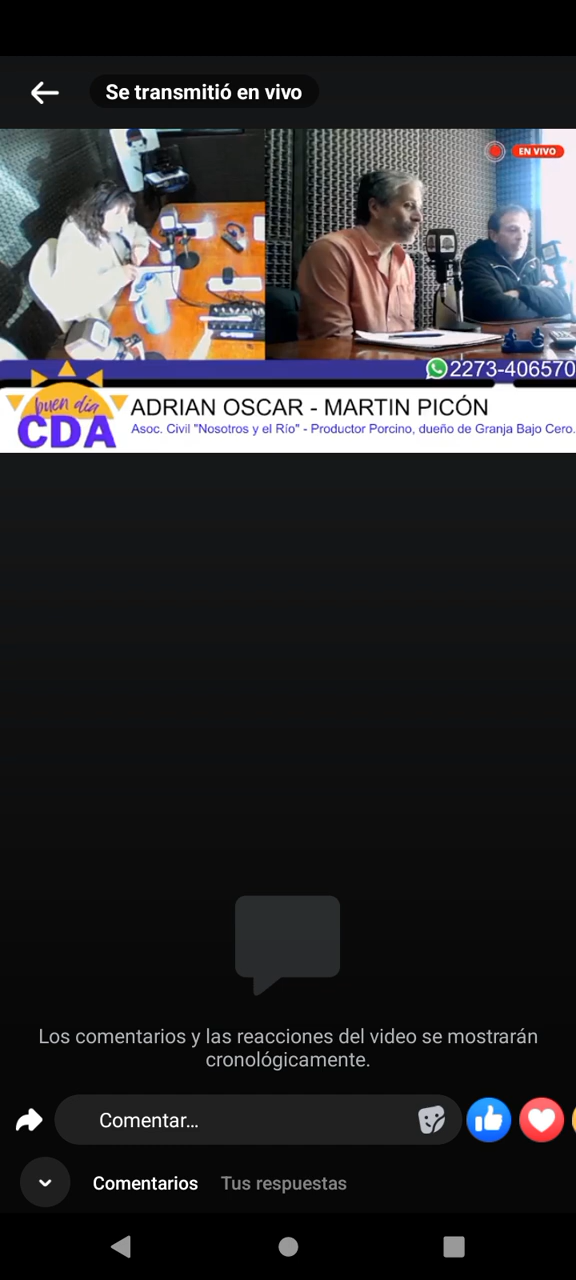 Se transmitió en vivo
EN VIVO
2273-406570
buen día
CDA
ADRIAN OSCAR - MARTIN PICÓN
Asoc. Civil "Nosotros y el Río" - Productor Porcino, dueño de Granja Bajo Cero.
Los comentarios y las reacciones del video se mostrarán
cronológicamente.
Comentar...
Comentarios
Tus respuestas